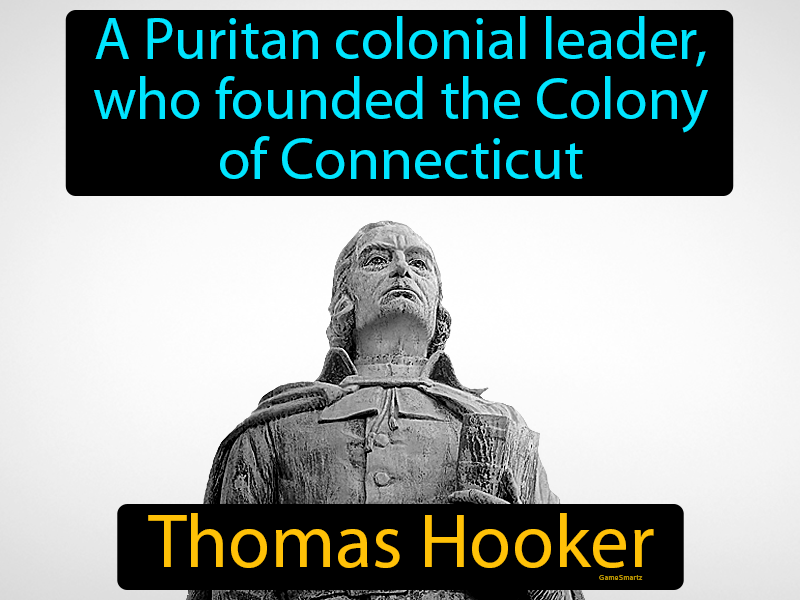 A Puritan colonial leader,
who founded the Colony
of Connecticut
Thomas Hooker
GameSmartz